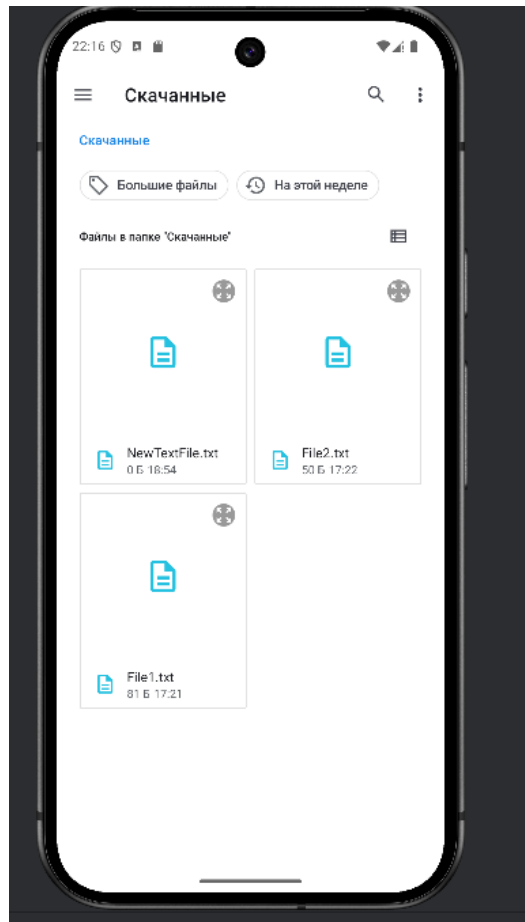 22:16
Скачанные
Скачанные
Большие файлы
На этой неделе
Файлы в папке "Скачанные"
NewTextFile.txt
0 Б 18:54
File2.txt
50 Б 17:22
File1.txt
81 Б 17:21